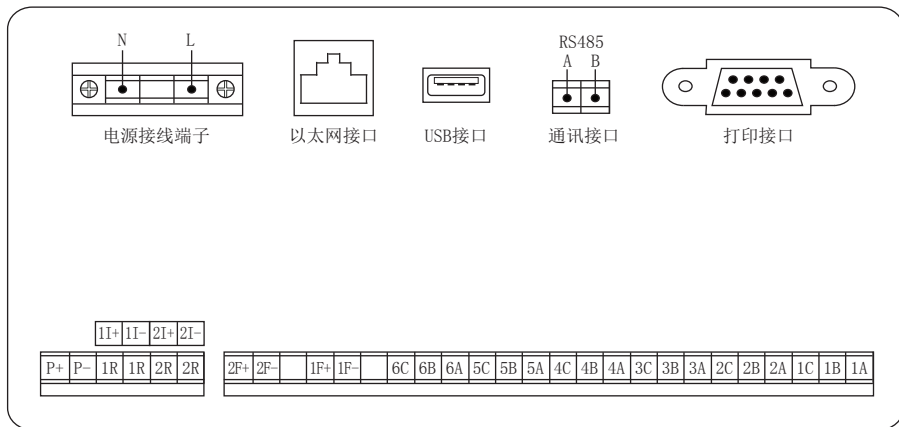 N L
RS485
A B
电源接线端子 以太网接口 USB接口 通讯接口 打印接口
1I+ 1I- 2I+ 2I-
P+ P- 1R 1R 2R 2R 2F+ 2F- 1F+ 1F- 6C 6B 6A 5C 5B 5A 4C 4B 4A 3C 3B 3A 2C 2B 2A 1C 1B 1A